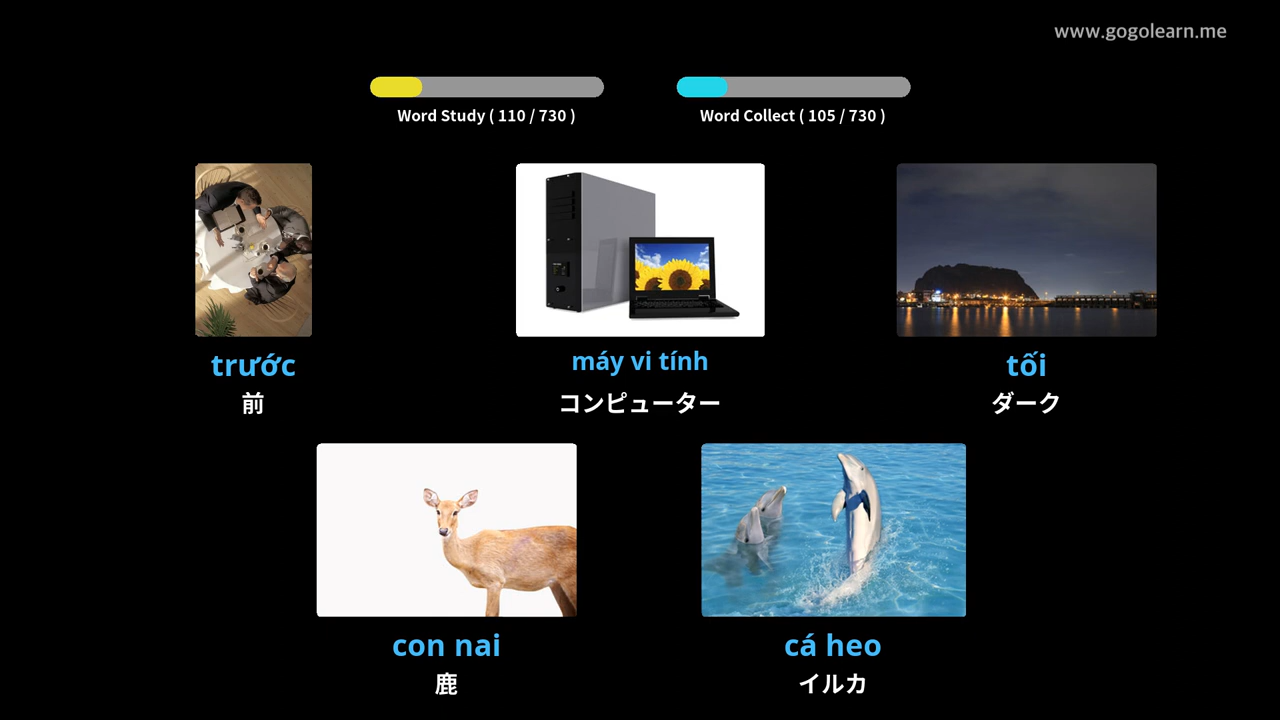 www.gogolearn.me
Word Study ( 110 / 730 )
Word Collect ( 105 / 730 )
trước
前
máy vi tính
コンピューター
tối
ダーク
con nai
鹿
cá heo
イルカ